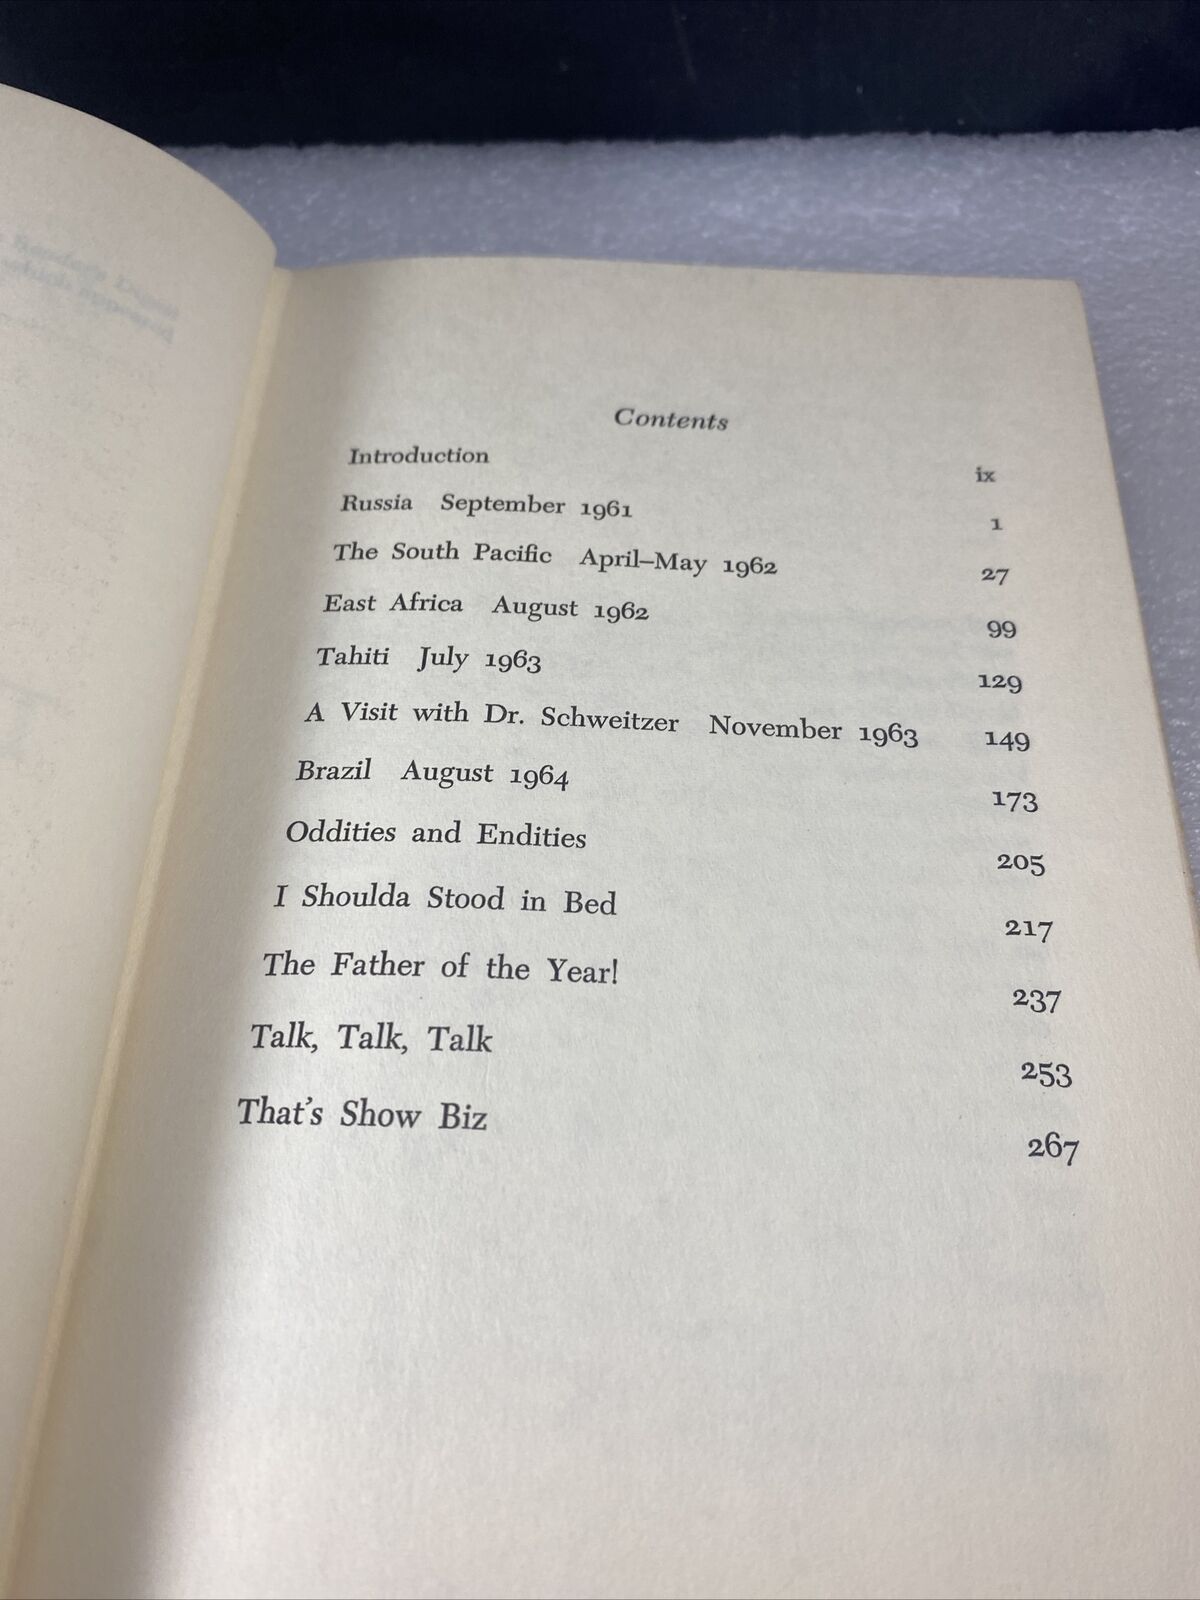 Contents
Introduction ix
Russia September 1961 1
The South Pacific April–May 1962 27
East Africa August 1962 99
Tahiti July 1963 129
A Visit with Dr. Schweitzer November 1963 149
Brazil August 1964 173
Oddities and Endities 205
I Shoulda Stood in Bed 217
The Father of the Year! 237
Talk, Talk, Talk 253
That's Show Biz 267